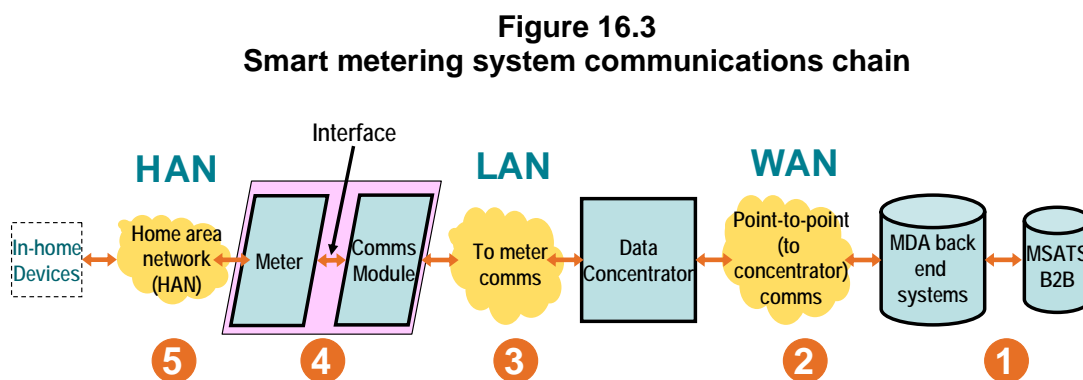 Figure 16.3
Smart metering system communications chain
Interface
HAN
LAN
WAN
In-home
Devices
Home area
network
(HAN)
Meter
Comms
Module
To meter
comms
Data
Concentrator
Point-to-point
(to
concentrator)
comms
MDA back
end
systems
MSATS
B2B
5
4
3
2
1